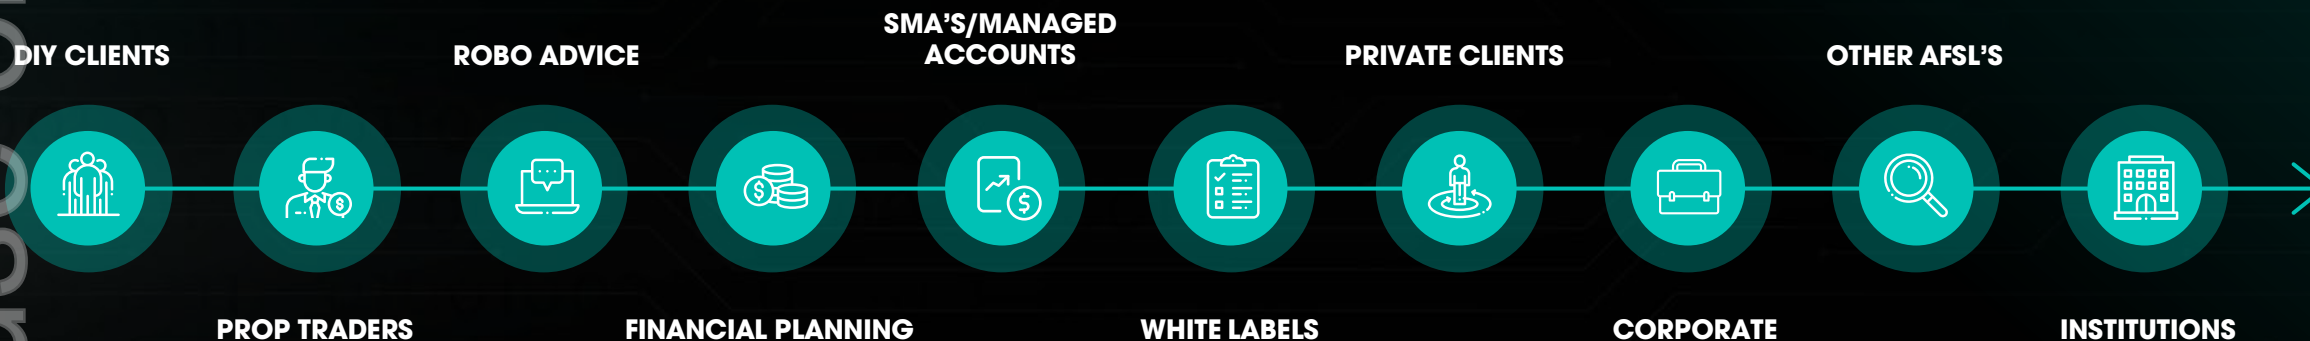 DIY CLIENTS
PROP TRADERS
ROBO ADVICE
FINANCIAL PLANNING
SMA'S/MANAGED
ACCOUNTS
WHITE LABELS
PRIVATE CLIENTS
CORPORATE
OTHER AFSL'S
INSTITUTIONS